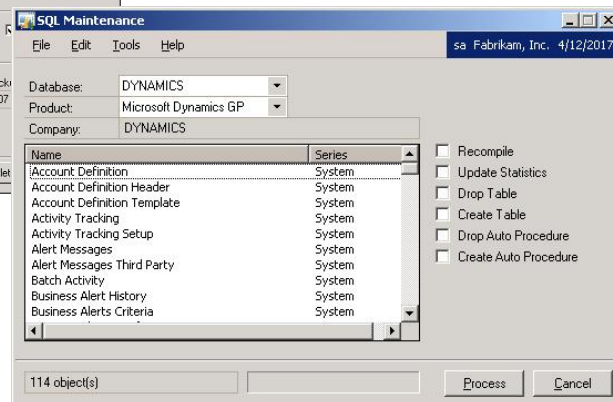 SQL Maintenance
File Edit Tools Help
sa Fabrikam, Inc. 4/12/2017
Database: DYNAMICS
Product: Microsoft Dynamics GP
Company: DYNAMICS
Name Series
Account Definition System
Account Definition Header System
Account Definition Template System
Activity Tracking System
Activity Tracking Setup System
Alert Messages System
Alert Messages Third Party System
Batch Activity System
Business Alert History System
Business Alerts Criteria System
Recompile
Update Statistics
Drop Table
Create Table
Drop Auto Procedure
Create Auto Procedure
114 object(s)
Process Cancel